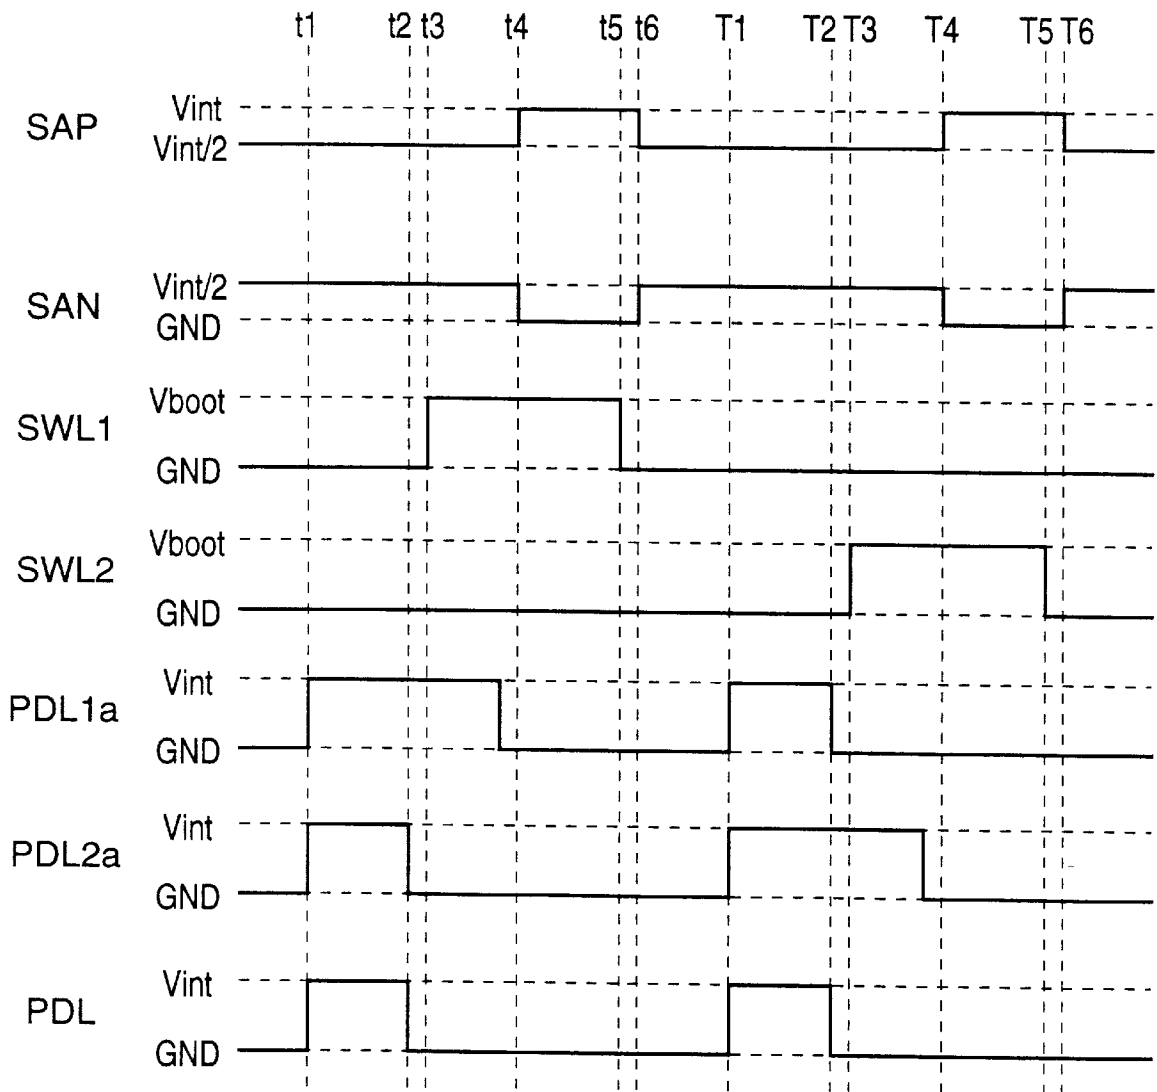 t1 t2 t3 t4 t5 t6 T1 T2 T3 T4 T5 T6
SAP Vint
Vint/2
SAN Vint/2
GND
SWL1 Vboot
GND
SWL2 Vboot
GND
PDL1a Vint
GND
PDL2a Vint
GND
PDL Vint
GND